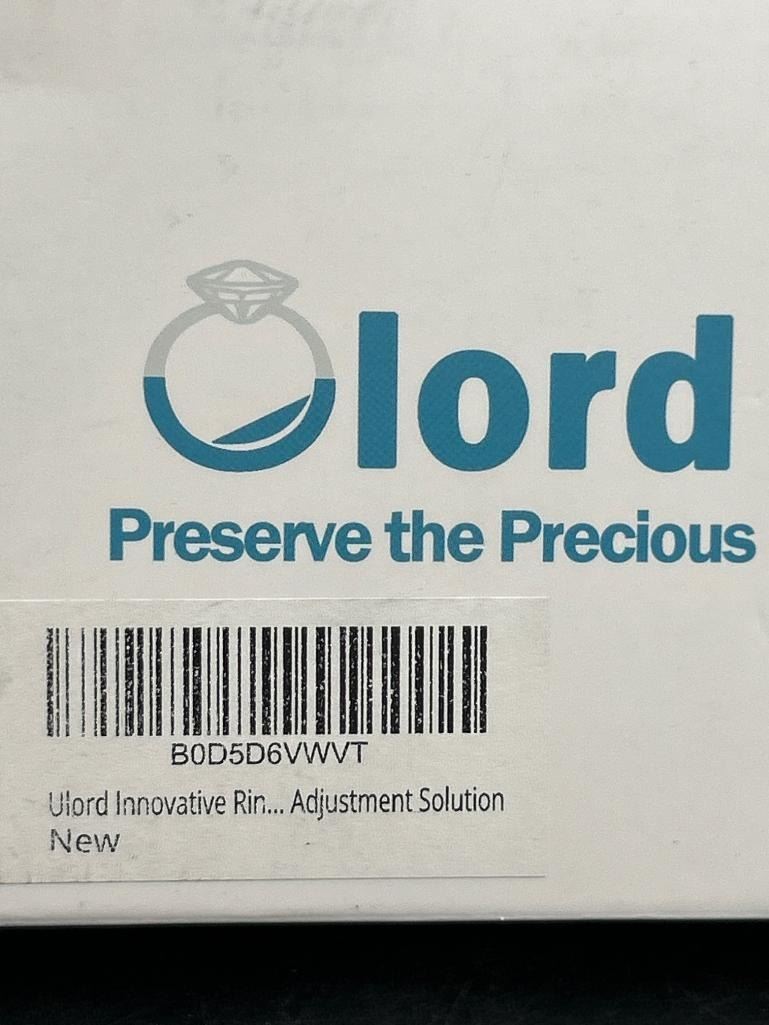 Ulord
Preserve the Precious
B0D5D6VWVT
Ulord Innovative Rin... Adjustment Solution
New